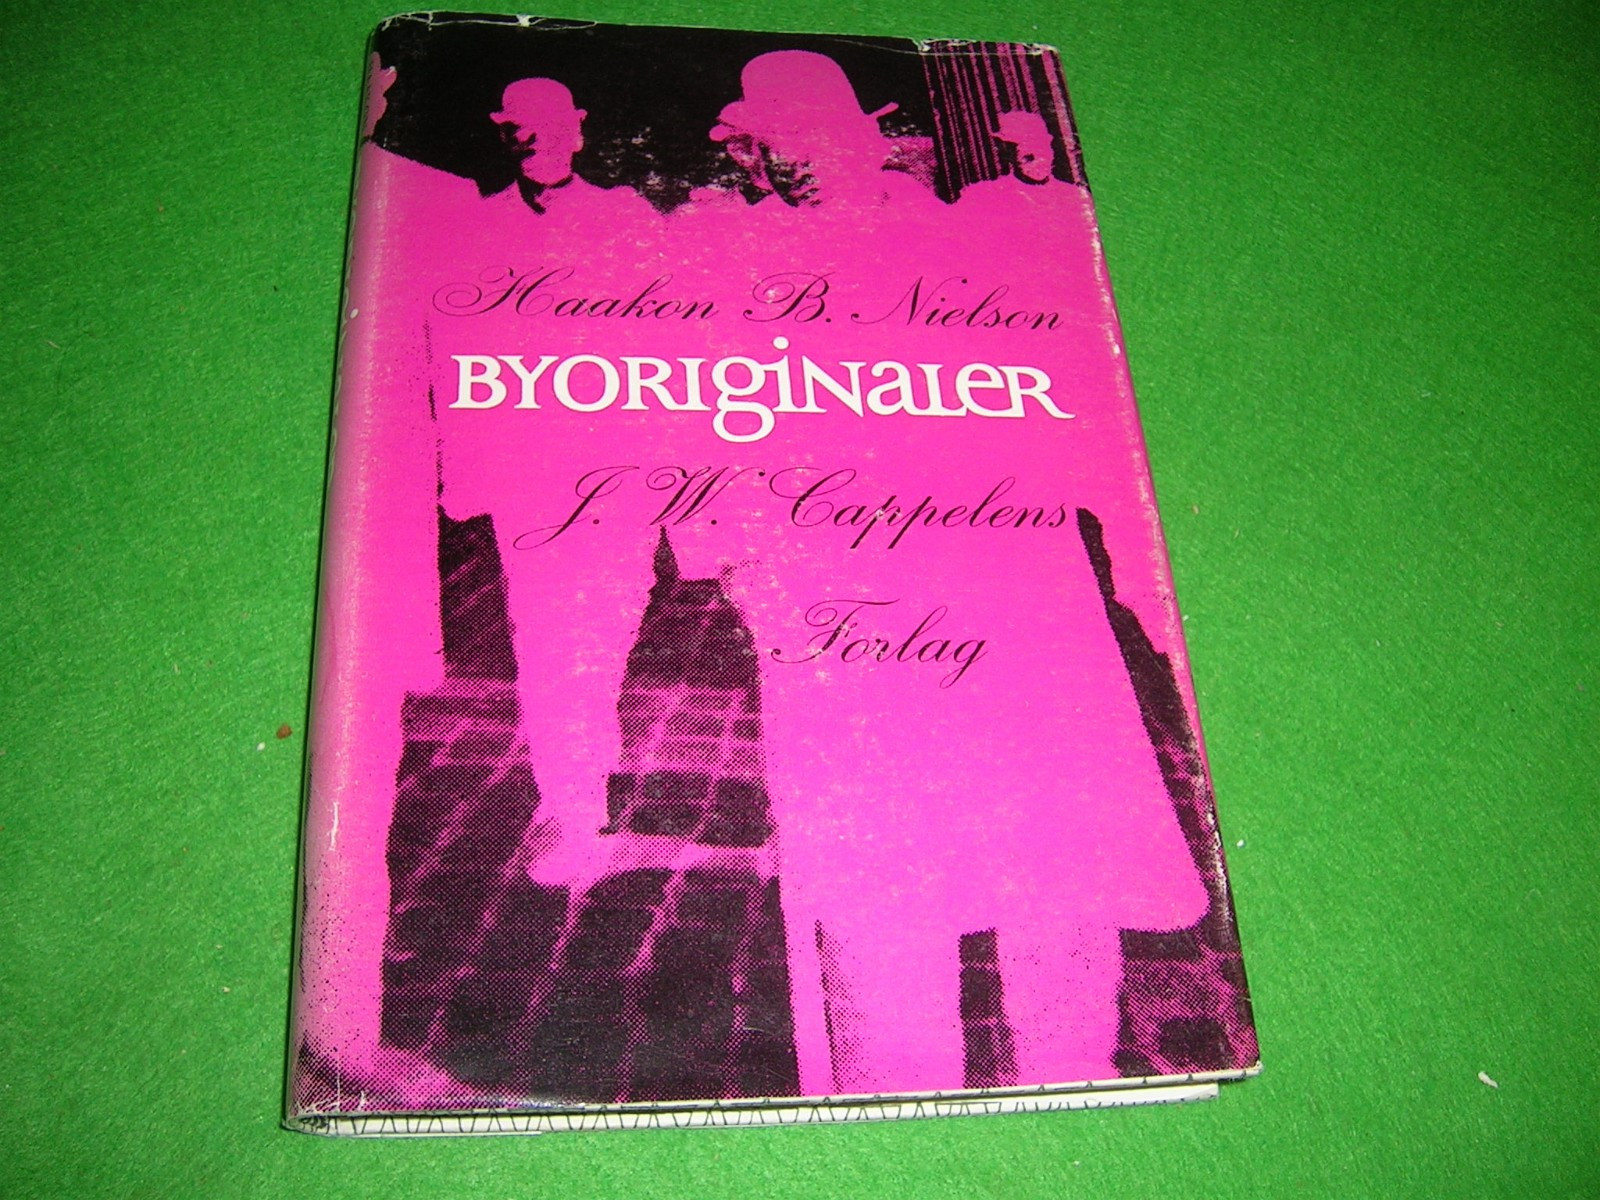 Haakon B. Nielson
BYORIgiNaLeR
J. W. Cappelens
Forlag